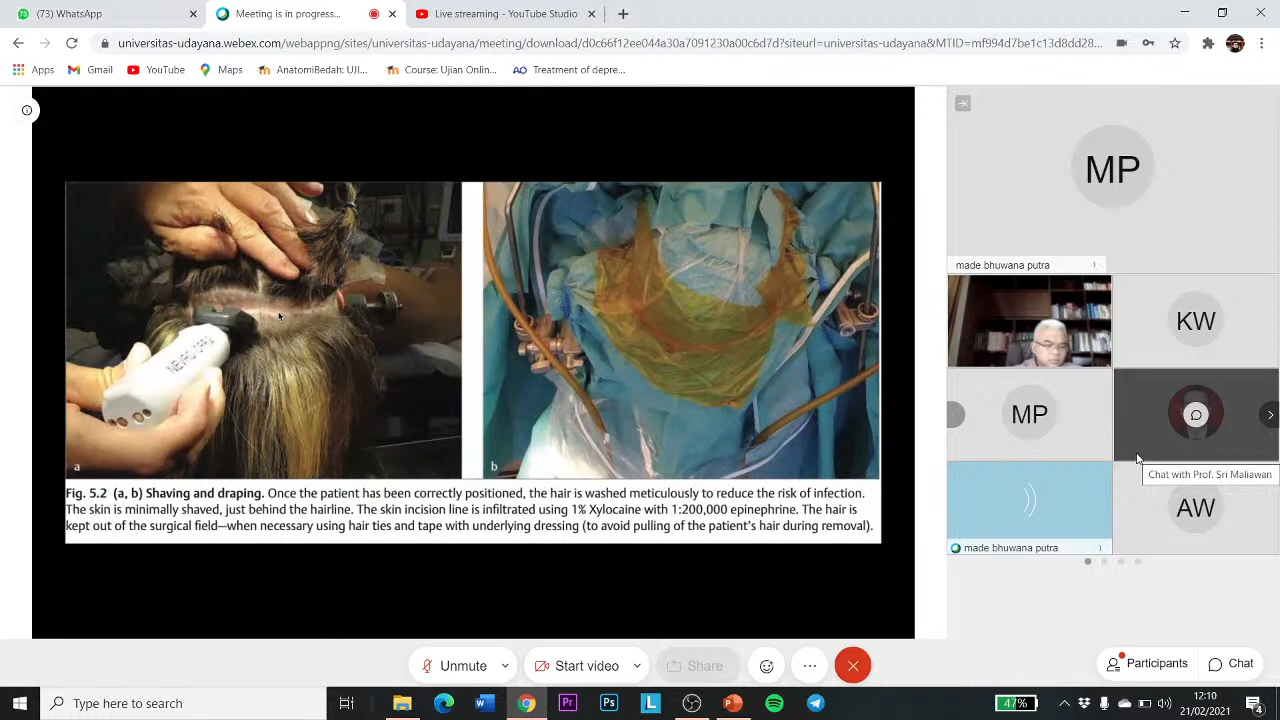 (73) WhatsApp
Meeting is in progress...
Live streaming - YouTube Studio
universitas-udayana.webex.com/webappng/sites/universitas-udayana/meeting/download/d0c66f12ee044a30a7091230a00c6d7d?siteurl=universitas-udayana&MTID=mf994d7be1c13d8dd28...
Apps
Gmail
YouTube
Maps
AnatomiBedah: UJI...
Course: Ujian Onlin...
Treatment of depre...
MP
made bhuwana putra
KW
MP
Chat with Prof. Sri Maliawan
AW
made bhuwana putra
a
b
Fig. 5.2 (a, b) Shaving and draping. Once the patient has been correctly positioned, the hair is washed meticulously to reduce the risk of infection.
The skin is minimally shaved, just behind the hairline. The skin incision line is infiltrated using 1% Xylocaine with 1:200,000 epinephrine. The hair is
kept out of the surgical field—when necessary using hair ties and tape with underlying dressing (to avoid pulling of the patient's hair during removal).
Unmute
Start video
Share
Participants
Chat
Type here to search
47%
12:10
21/02/2021